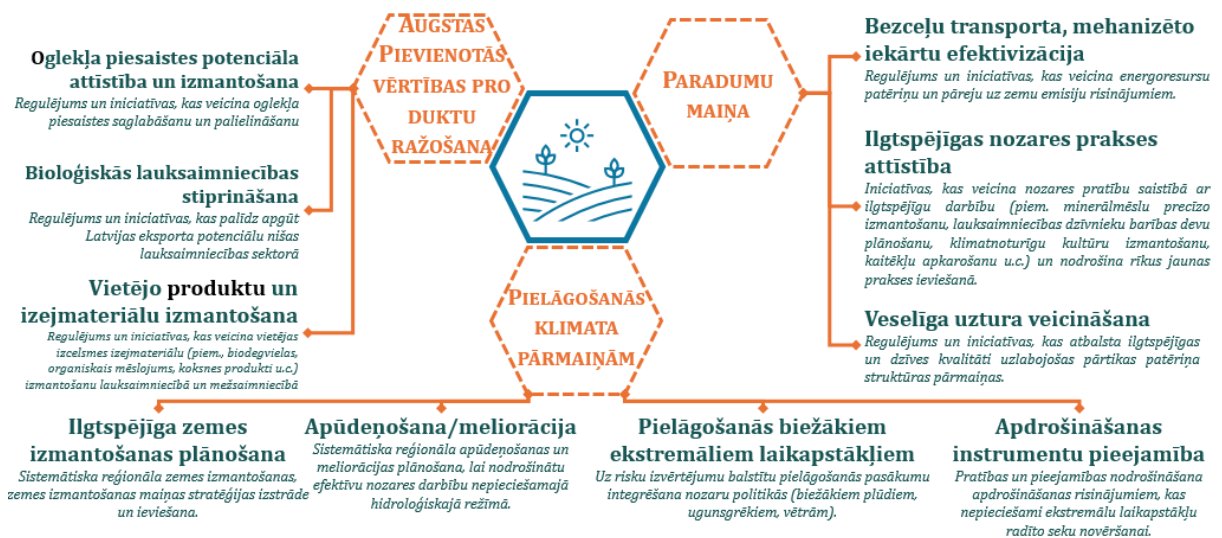 AUGSTAS
PIEVIENOTĀS
VĒRTĪBAS PRO
DUKTU
RAŽOŠANA
Oglekļa piesaistes potenciāla
attīstība un izmantošana
Regulējums un iniciatīvas, kas veicina oglekļa
piesaistes saglabāšanu un palielināšanu
Bioloģiskās lauksaimniecības
stiprināšana
Regulējums un iniciatīvas, kas palīdz apgūt
Latvijas eksporta potenciālu nišas
lauksaimniecības sektorā
Vietējo produktu un
izejmateriālu izmantošana
Regulējums un iniciatīvas, kas veicina vietējas
izcelsmes izejmateriālu (piem., biodegvielas,
organiskais mēslojums, koksnes produkti u.c.)
izmantošanu lauksaimniecībā un mežsaimniecībā
PARADUMU
MAIŅA
Bezceļu transporta, mehanizēto
iekārtu efektivizācija
Regulējums un iniciatīvas, kas veicina energoresursu
patēriņu un pāreju uz zemu emisiju risinājumiem.
Ilgtspējīgas nozares prakses
attīstība
Iniciatīvas, kas veicina nozares pratību saistībā ar
ilgtspējīgu darbību (piem. minerālmēslu precīzo
izmantošanu, lauksaimniecības dzīvnieku barības devu
plānošanu, klimatnoturīgu kultūru izmantošanu,
kaitēkļu apkarošanu u.c.) un nodrošina rīkus jaunas
prakses ieviešanā.
Veselīga uztura veicināšana
Regulējums un iniciatīvas, kas atbalsta ilgtspējīgas
un dzīves kvalitāti uzlabojošas pārtikas patēriņa
struktūras pārmaiņas.
PIELĀGOŠANĀS
KLIMATA
PĀRMAIŅĀM
Ilgtspējīga zemes
izmantošanas plānošana
Sistemātiska reģionāla zemes izmantošanas,
zemes izmantošanas maiņas stratēģijas izstrāde
un ieviešana.
Apūdeņošana/meliorācija
Sistemātiska reģionāla apūdeņošanas un
meliorācijas plānošana, lai nodrošinātu
efektīvu nozares darbību nepieciešamajā
hidroloģiskajā režīmā.
Pielāgošanās biežākiem
ekstrēmāliem laikapstākļiem
Uz risku izvērtējumu balstītu pielāgošanās pasākumu
integrēšana nozaru politikās (biežākiem plūdiem,
ugunsgrēkiem, vētrām).
Apdrošināšanas
instrumentu pieejamība
Pratības un pieejamības nodrošināšana
apdrošināšanas risinājumiem, kas
nepieciešami ekstremālu laikapstākļu
radīto seku novēršanai.